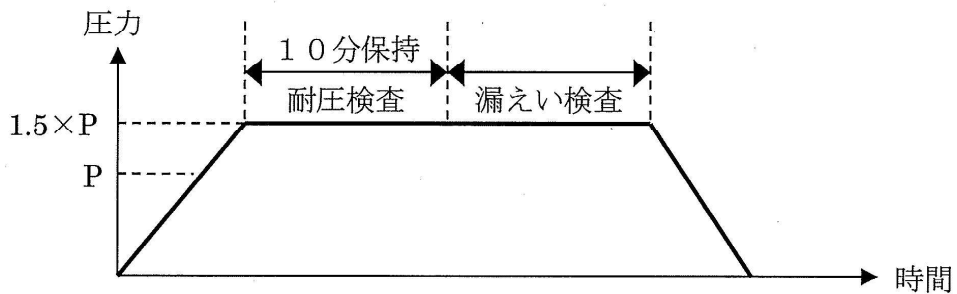 圧力
１０分保持
耐圧検査
漏えい検査
1.5×P
P
時間